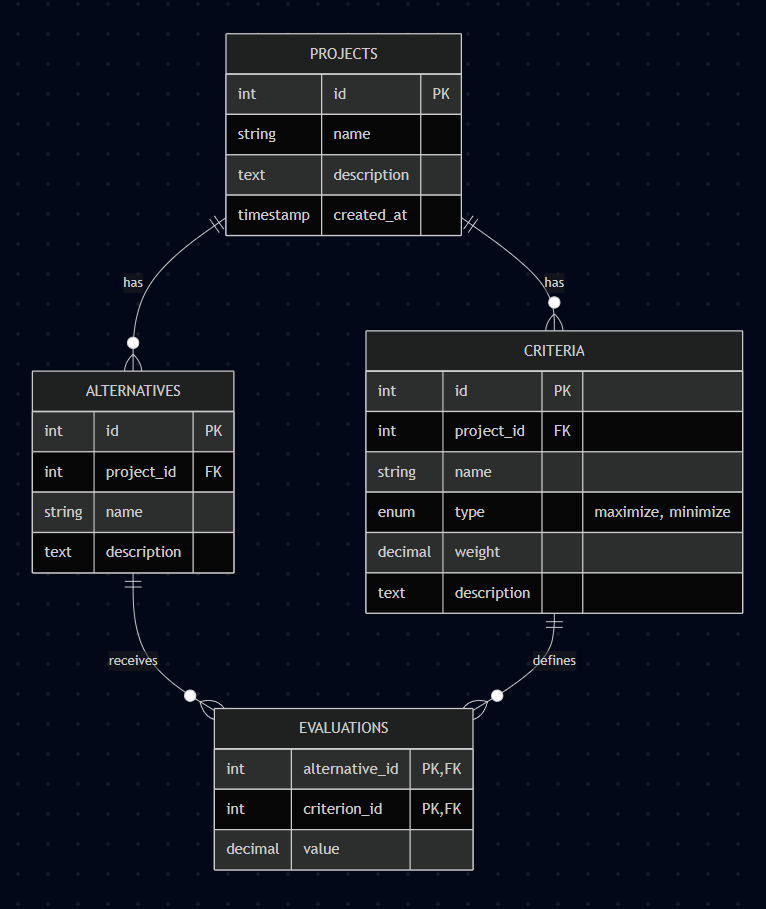 PROJECTS
int id PK
string name
text description
timestamp created_at
has
has
ALTERNATIVES
int id PK
int project_id FK
string name
text description
CRITERIA
int id PK
int project_id FK
string name
enum type maximize, minimize
decimal weight
text description
receives
defines
EVALUATIONS
int alternative_id PK,FK
int criterion_id PK,FK
decimal value